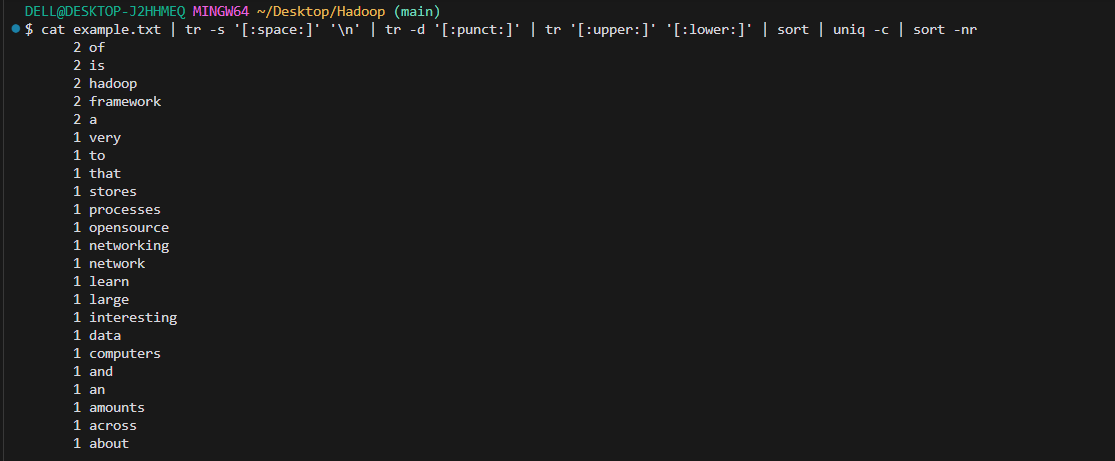 DELL@DESKTOP-J2HHMEQ MINGW64 ~/Desktop/Hadoop (main)
$ cat example.txt | tr -s '[:space:]' '\n' | tr -d '[:punct:]' | tr '[:upper:]' '[:lower:]' | sort | uniq -c | sort -nr
2 of
2 is
2 hadoop
2 framework
2 a
1 very
1 to
1 that
1 stores
1 processes
1 opensource
1 networking
1 network
1 learn
1 large
1 interesting
1 data
1 computers
1 and
1 an
1 amounts
1 across
1 about